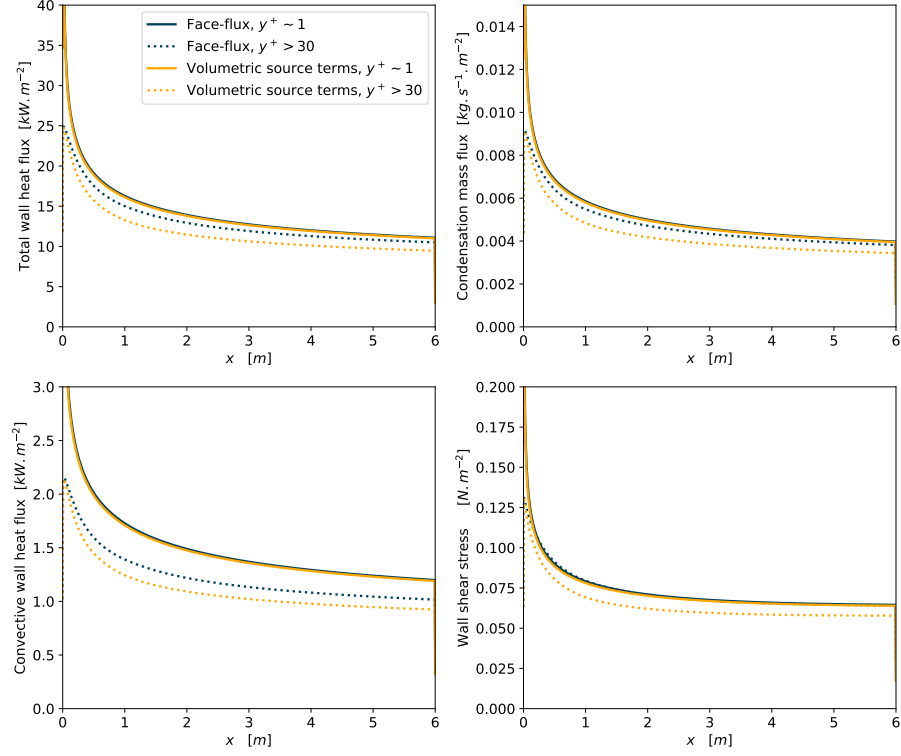 Total wall heat flux [kW.m⁻²]
40
35
30
25
20
15
10
5
0
0 1 2 3 4 5 6
x [m]
Face-flux, y⁺ ∼ 1
Face-flux, y⁺ > 30
Volumetric source terms, y⁺ ∼ 1
Volumetric source terms, y⁺ > 30
Condensation mass flux [kg.s⁻¹.m⁻²]
0.014
0.012
0.010
0.008
0.006
0.004
0.002
0.000
0 1 2 3 4 5 6
x [m]
Convective wall heat flux [kW.m⁻²]
3.0
2.5
2.0
1.5
1.0
0.5
0.0
0 1 2 3 4 5 6
x [m]
Wall shear stress [N.m⁻²]
0.200
0.175
0.150
0.125
0.100
0.075
0.050
0.025
0.000
0 1 2 3 4 5 6
x [m]